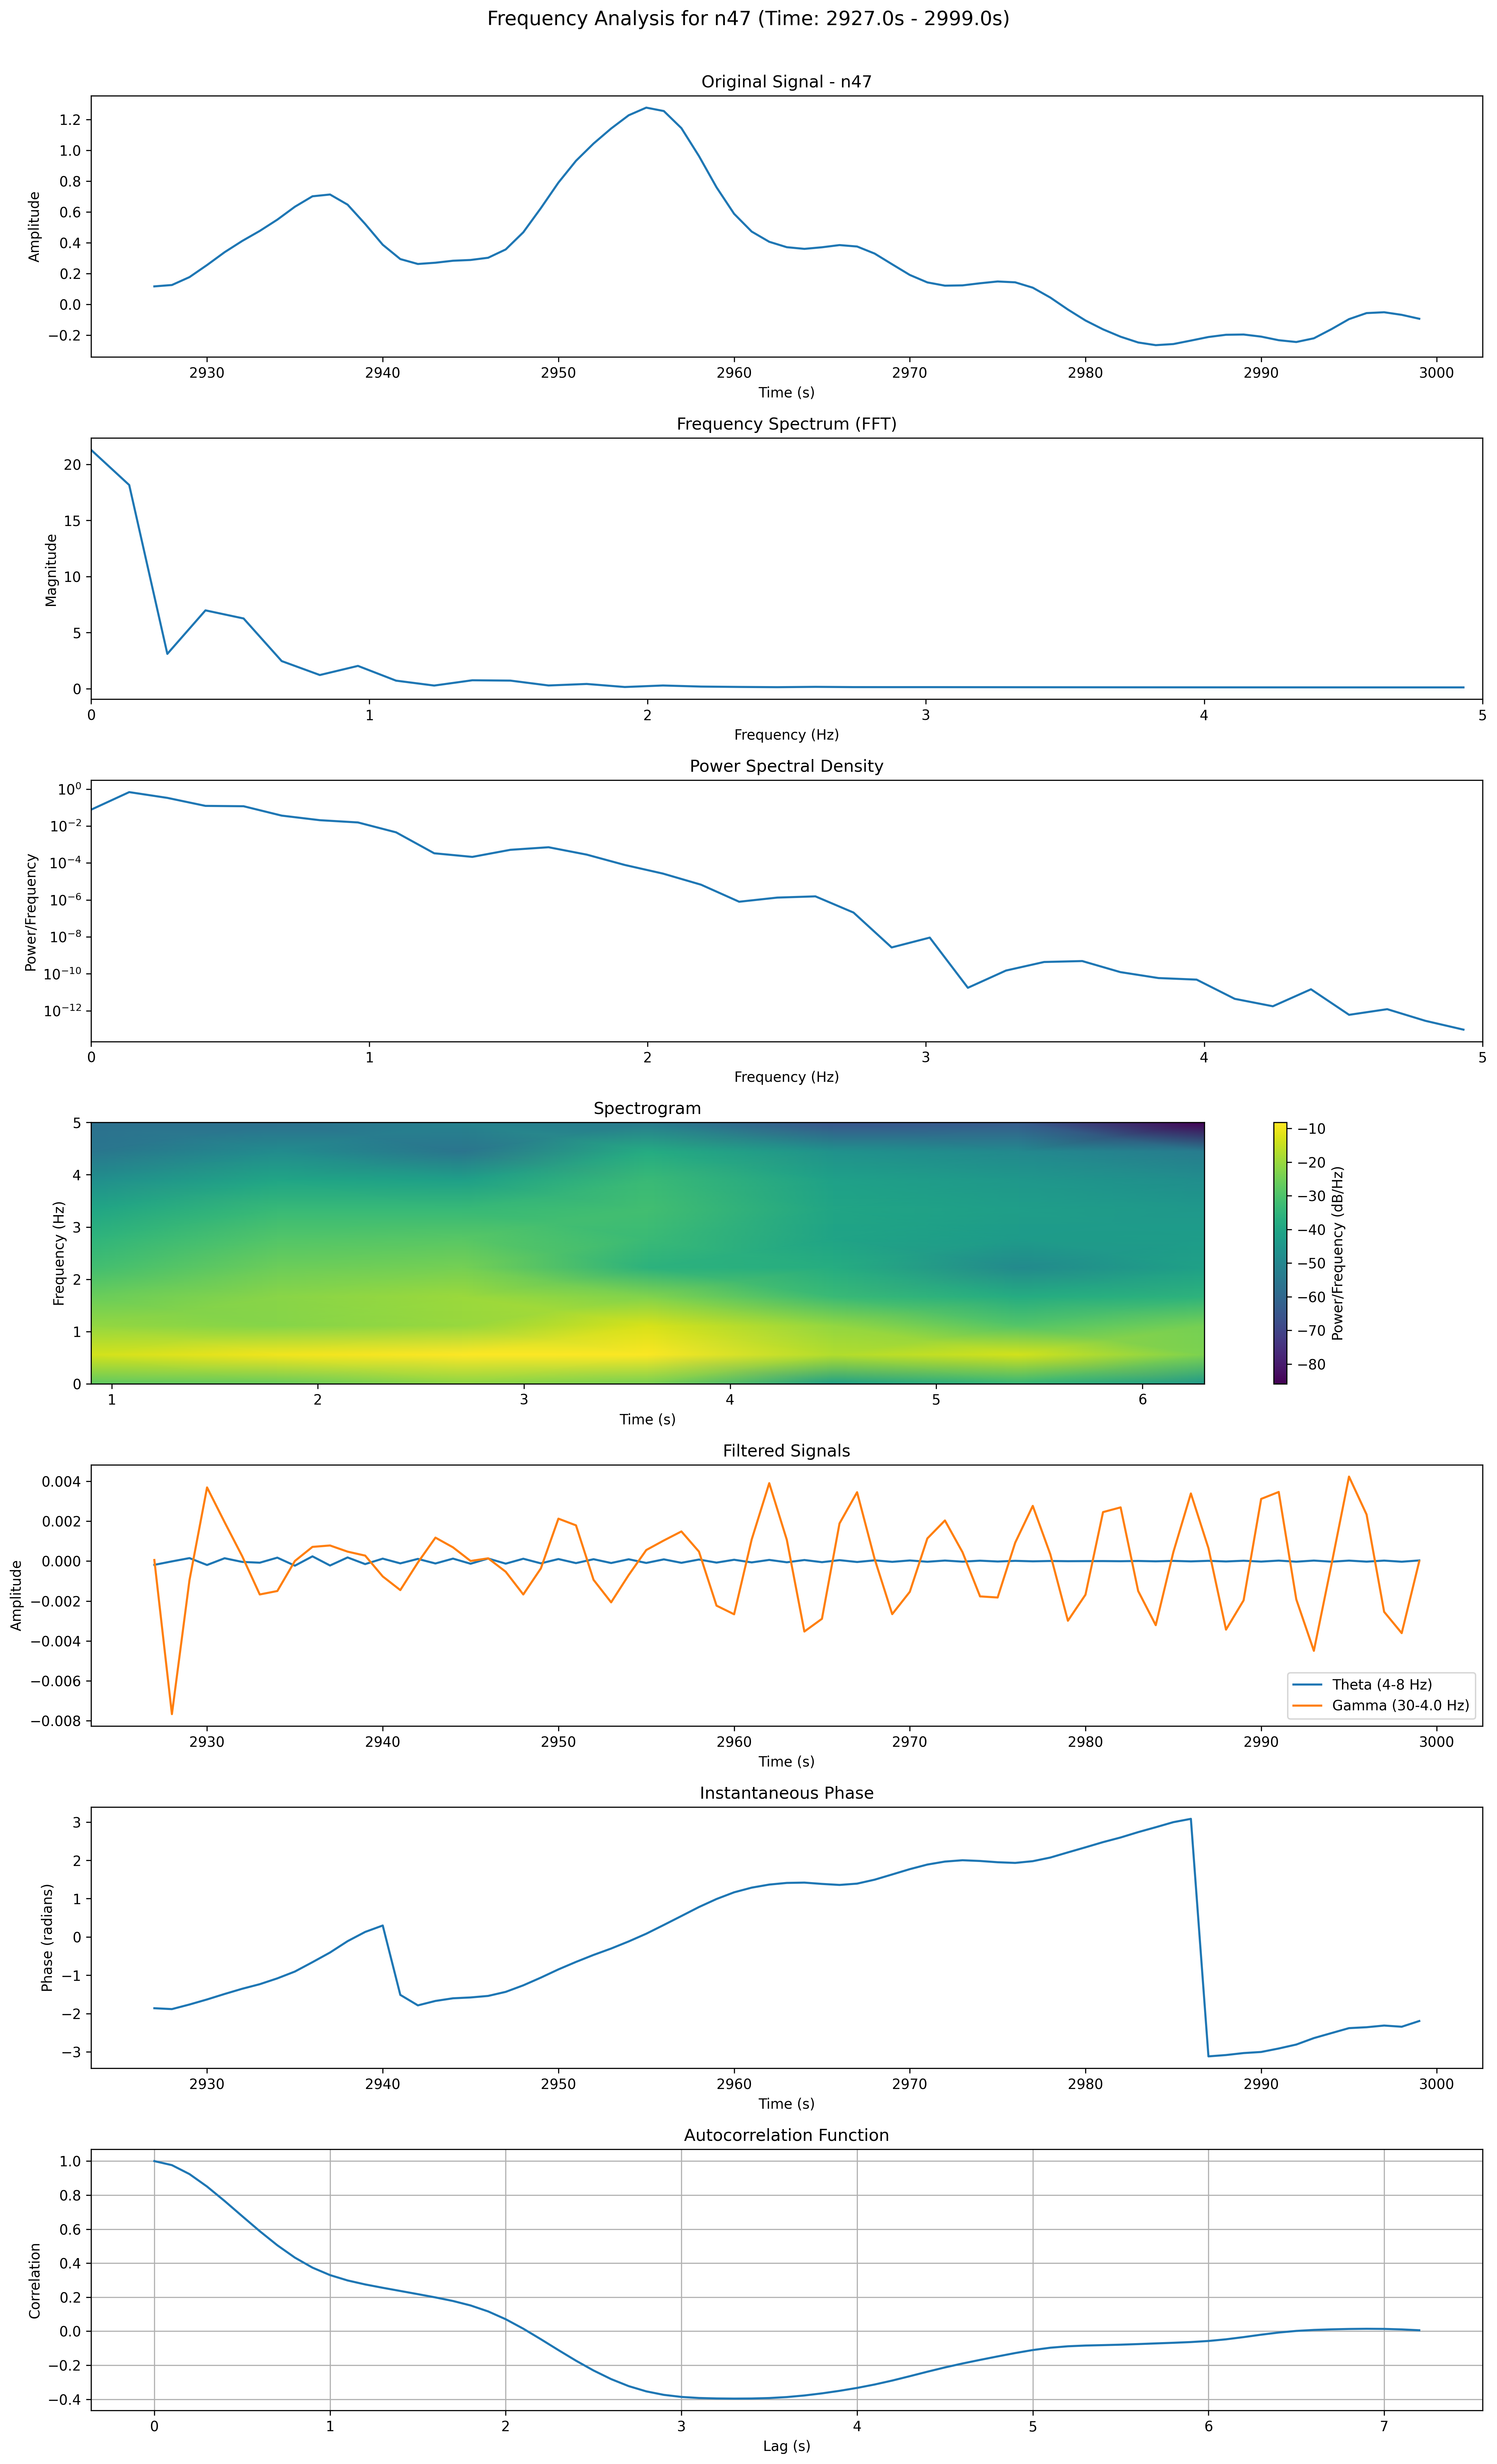 Frequency Analysis for n47 (Time: 2927.0s - 2999.0s)
Original Signal - n47
Amplitude
1.2
1.0
0.8
0.6
0.4
0.2
0.0
−0.2
2930 2940 2950 2960 2970 2980 2990 3000
Time (s)
Frequency Spectrum (FFT)
Magnitude
20
15
10
5
0
0 1 2 3 4 5
Frequency (Hz)
Power Spectral Density
Power/Frequency
10⁰
10⁻²
10⁻⁴
10⁻⁶
10⁻⁸
10⁻¹⁰
10⁻¹²
0 1 2 3 4 5
Frequency (Hz)
Spectrogram
Frequency (Hz)
5
4
3
2
1
0
1 2 3 4 5 6
Time (s)
−10
−20
−30
−40
−50
−60
−70
−80
Power/Frequency (dB/Hz)
Filtered Signals
Amplitude
0.004
0.002
0.000
−0.002
−0.004
−0.006
−0.008
Theta (4-8 Hz)
Gamma (30-4.0 Hz)
2930 2940 2950 2960 2970 2980 2990 3000
Time (s)
Instantaneous Phase
Phase (radians)
3
2
1
0
−1
−2
−3
2930 2940 2950 2960 2970 2980 2990 3000
Time (s)
Autocorrelation Function
Correlation
1.0
0.8
0.6
0.4
0.2
0.0
−0.2
−0.4
0 1 2 3 4 5 6 7
Lag (s)